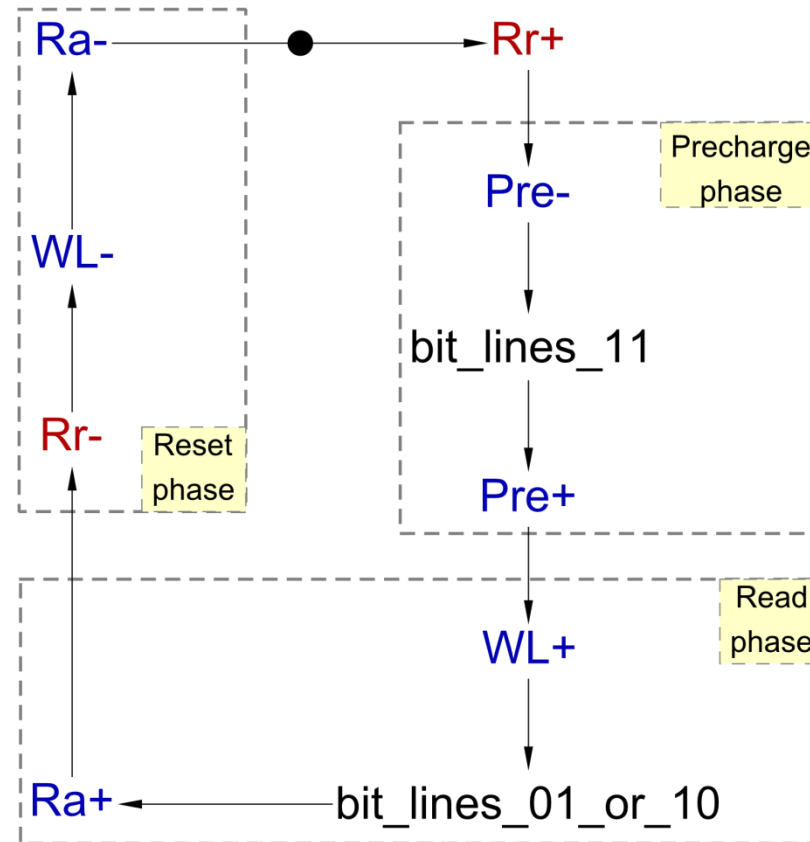 Ra-
Rr+
Precharge
phase
Pre-
WL-
bit_lines_11
Rr-
Reset
phase
Pre+
Read
phase
WL+
Ra+
bit_lines_01_or_10